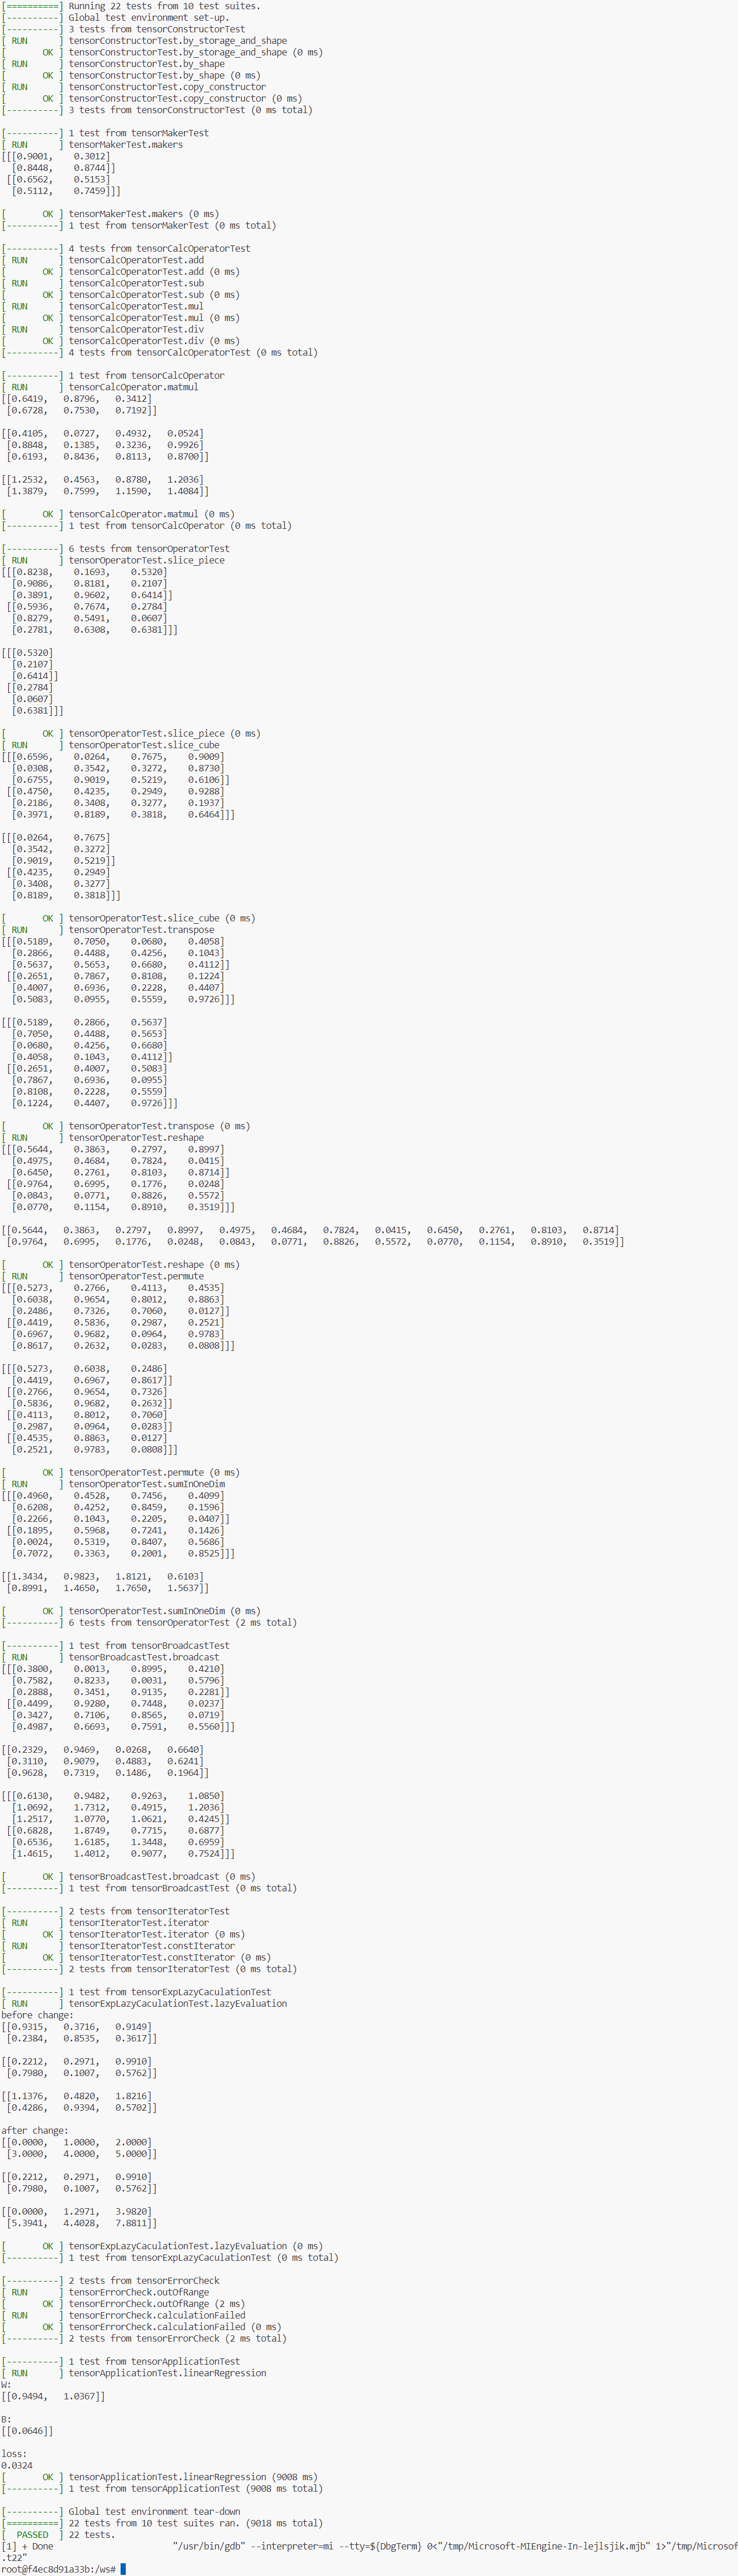 [==========] Running 22 tests from 10 test suites.
[----------] Global test environment set-up.
[----------] 3 tests from tensorConstructorTest
[ RUN      ] tensorConstructorTest.by_storage_and_shape
[       OK ] tensorConstructorTest.by_storage_and_shape (0 ms)
[ RUN      ] tensorConstructorTest.by_shape
[       OK ] tensorConstructorTest.by_shape (0 ms)
[ RUN      ] tensorConstructorTest.copy_constructor
[       OK ] tensorConstructorTest.copy_constructor (0 ms)
[----------] 3 tests from tensorConstructorTest (0 ms total)

[----------] 1 test from tensorMakerTest
[ RUN      ] tensorMakerTest.makers
[[[0.9001,    0.3012]
  [0.8448,    0.8744]]
 [[0.6562,    0.5153]
  [0.5112,    0.7459]]]

[       OK ] tensorMakerTest.makers (0 ms)
[----------] 1 test from tensorMakerTest (0 ms total)

[----------] 4 tests from tensorCalcOperatorTest
[ RUN      ] tensorCalcOperatorTest.add
[       OK ] tensorCalcOperatorTest.add (0 ms)
[ RUN      ] tensorCalcOperatorTest.sub
[       OK ] tensorCalcOperatorTest.sub (0 ms)
[ RUN      ] tensorCalcOperatorTest.mul
[       OK ] tensorCalcOperatorTest.mul (0 ms)
[ RUN      ] tensorCalcOperatorTest.div
[       OK ] tensorCalcOperatorTest.div (0 ms)
[----------] 4 tests from tensorCalcOperatorTest (0 ms total)

[----------] 1 test from tensorCalcOperator
[ RUN      ] tensorCalcOperator.matmul
[[0.6419,   0.8796,   0.3412]
 [0.6728,   0.7530,   0.7192]]

[[0.4105,   0.0727,   0.4932,   0.0524]
 [0.8848,   0.1385,   0.3236,   0.9926]
 [0.6193,   0.8436,   0.8113,   0.8700]]

[[1.2532,   0.4563,   0.8780,   1.2036]
 [1.3879,   0.7599,   1.1590,   1.4084]]

[       OK ] tensorCalcOperator.matmul (0 ms)
[----------] 1 test from tensorCalcOperator (0 ms total)

[----------] 6 tests from tensorOperatorTest
[ RUN      ] tensorOperatorTest.slice_piece
[[[0.8238,    0.1693,    0.5320]
  [0.9086,    0.8181,    0.2107]
  [0.3891,    0.9602,    0.6414]]
 [[0.5936,    0.7674,    0.2784]
  [0.8279,    0.5491,    0.0607]
  [0.2781,    0.6308,    0.6381]]]

[[[0.5320]
  [0.2107]
  [0.6414]]
 [[0.2784]
  [0.0607]
  [0.6381]]]

[       OK ] tensorOperatorTest.slice_piece (0 ms)
[ RUN      ] tensorOperatorTest.slice_cube
[[[0.6596,    0.0264,    0.7675,    0.9009]
  [0.0308,    0.3542,    0.3272,    0.8730]
  [0.6755,    0.9019,    0.5219,    0.6106]]
 [[0.4750,    0.4235,    0.2949,    0.9288]
  [0.2186,    0.3408,    0.3277,    0.1937]
  [0.3971,    0.8189,    0.3818,    0.6464]]]

[[[0.0264,    0.7675]
  [0.3542,    0.3272]
  [0.9019,    0.5219]]
 [[0.4235,    0.2949]
  [0.3408,    0.3277]
  [0.8189,    0.3818]]]

[       OK ] tensorOperatorTest.slice_cube (0 ms)
[ RUN      ] tensorOperatorTest.transpose
[[[0.5189,    0.7050,    0.0680,    0.4058]
  [0.2866,    0.4488,    0.4256,    0.1043]
  [0.5637,    0.5653,    0.6680,    0.4112]]
 [[0.2651,    0.7867,    0.8108,    0.1224]
  [0.4007,    0.6936,    0.2228,    0.4407]
  [0.5083,    0.0955,    0.5559,    0.9726]]]

[[[0.5189,    0.2866,    0.5637]
  [0.7050,    0.4488,    0.5653]
  [0.0680,    0.4256,    0.6680]
  [0.4058,    0.1043,    0.4112]]
 [[0.2651,    0.4007,    0.5083]
  [0.7867,    0.6936,    0.0955]
  [0.8108,    0.2228,    0.5559]
  [0.1224,    0.4407,    0.9726]]]

[       OK ] tensorOperatorTest.transpose (0 ms)
[ RUN      ] tensorOperatorTest.reshape
[[[0.5644,    0.3863,    0.2797,    0.8997]
  [0.4975,    0.4684,    0.7824,    0.0415]
  [0.6450,    0.2761,    0.8103,    0.8714]]
 [[0.9764,    0.6995,    0.1776,    0.0248]
  [0.0843,    0.0771,    0.8826,    0.5572]
  [0.0770,    0.1154,    0.8910,    0.3519]]]

[[0.5644,   0.3863,   0.2797,   0.8997,   0.4975,   0.4684,   0.7824,   0.0415,   0.6450,   0.2761,   0.8103,   0.8714]
 [0.9764,   0.6995,   0.1776,   0.0248,   0.0843,   0.0771,   0.8826,   0.5572,   0.0770,   0.1154,   0.8910,   0.3519]]

[       OK ] tensorOperatorTest.reshape (0 ms)
[ RUN      ] tensorOperatorTest.permute
[[[0.5273,    0.2766,    0.4113,    0.4535]
  [0.6038,    0.9654,    0.8012,    0.8863]
  [0.2486,    0.7326,    0.7060,    0.0127]]
 [[0.4419,    0.5836,    0.2987,    0.2521]
  [0.6967,    0.9682,    0.0964,    0.9783]
  [0.8617,    0.2632,    0.0283,    0.0808]]]

[[[0.5273,    0.6038,    0.2486]
  [0.4419,    0.6967,    0.8617]]
 [[0.2766,    0.9654,    0.7326]
  [0.5836,    0.9682,    0.2632]]
 [[0.4113,    0.8012,    0.7060]
  [0.2987,    0.0964,    0.0283]]
 [[0.4535,    0.8863,    0.0127]
  [0.2521,    0.9783,    0.0808]]]

[       OK ] tensorOperatorTest.permute (0 ms)
[ RUN      ] tensorOperatorTest.sumInOneDim
[[[0.4960,    0.4528,    0.7456,    0.4099]
  [0.6208,    0.4252,    0.8459,    0.1596]
  [0.2266,    0.1043,    0.2205,    0.0407]]
 [[0.1895,    0.5968,    0.7241,    0.1426]
  [0.0024,    0.5319,    0.8407,    0.5686]
  [0.7072,    0.3363,    0.2001,    0.8525]]]

[[1.3434,   0.9823,   1.8121,   0.6103]
 [0.8991,   1.4650,   1.7650,   1.5637]]

[       OK ] tensorOperatorTest.sumInOneDim (0 ms)
[----------] 6 tests from tensorOperatorTest (2 ms total)

[----------] 1 test from tensorBroadcastTest
[ RUN      ] tensorBroadcastTest.broadcast
[[[0.3800,    0.0013,    0.8995,    0.4210]
  [0.7582,    0.8233,    0.0031,    0.5796]
  [0.2888,    0.3451,    0.9135,    0.2281]]
 [[0.4499,    0.9280,    0.7448,    0.0237]
  [0.3427,    0.7106,    0.8565,    0.0719]
  [0.4987,    0.6693,    0.7591,    0.5560]]]

[[0.2329,   0.9469,   0.0268,   0.6640]
 [0.3110,   0.9079,   0.4883,   0.6241]
 [0.9628,   0.7319,   0.1486,   0.1964]]

[[[0.6130,    0.9482,    0.9263,    1.0850]
  [1.0692,    1.7312,    0.4915,    1.2036]
  [1.2517,    1.0770,    1.0621,    0.4245]]
 [[0.6828,    1.8749,    0.7715,    0.6877]
  [0.6536,    1.6185,    1.3448,    0.6959]
  [1.4615,    1.4012,    0.9077,    0.7524]]]

[       OK ] tensorBroadcastTest.broadcast (0 ms)
[----------] 1 test from tensorBroadcastTest (0 ms total)

[----------] 2 tests from tensorIteratorTest
[ RUN      ] tensorIteratorTest.iterator
[       OK ] tensorIteratorTest.iterator (0 ms)
[ RUN      ] tensorIteratorTest.constIterator
[       OK ] tensorIteratorTest.constIterator (0 ms)
[----------] 2 tests from tensorIteratorTest (0 ms total)

[----------] 1 test from tensorExpLazyCaculationTest
[ RUN      ] tensorExpLazyCaculationTest.lazyEvaluation
before change:
[[0.9315,   0.3716,   0.9149]
 [0.2384,   0.8535,   0.3617]]

[[0.2212,   0.2971,   0.9910]
 [0.7980,   0.1007,   0.5762]]

[[1.1376,   0.4820,   1.8216]
 [0.4286,   0.9394,   0.5702]]

after change:
[[0.0000,   1.0000,   2.0000]
 [3.0000,   4.0000,   5.0000]]

[[0.2212,   0.2971,   0.9910]
 [0.7980,   0.1007,   0.5762]]

[[0.0000,   1.2971,   3.9820]
 [5.3941,   4.4028,   7.8811]]

[       OK ] tensorExpLazyCaculationTest.lazyEvaluation (0 ms)
[----------] 1 test from tensorExpLazyCaculationTest (0 ms total)

[----------] 2 tests from tensorErrorCheck
[ RUN      ] tensorErrorCheck.outOfRange
[       OK ] tensorErrorCheck.outOfRange (2 ms)
[ RUN      ] tensorErrorCheck.calculationFailed
[       OK ] tensorErrorCheck.calculationFailed (0 ms)
[----------] 2 tests from tensorErrorCheck (2 ms total)

[----------] 1 test from tensorApplicationTest
[ RUN      ] tensorApplicationTest.linearRegression
W:
[[0.9494,   1.0367]]

B:
[[0.0646]]

loss:
0.0324
[       OK ] tensorApplicationTest.linearRegression (9008 ms)
[----------] 1 test from tensorApplicationTest (9008 ms total)

[----------] Global test environment tear-down
[==========] 22 tests from 10 test suites ran. (9018 ms total)
[  PASSED  ] 22 tests.
[1] + Done                       "/usr/bin/gdb" --interpreter=mi --tty=${DbgTerm} 0<"/tmp/Microsoft-MIEngine-In-lejlsjik.mjb" 1>"/tmp/Microsof
.t22"
root@f4ec8d91a33b:/ws#